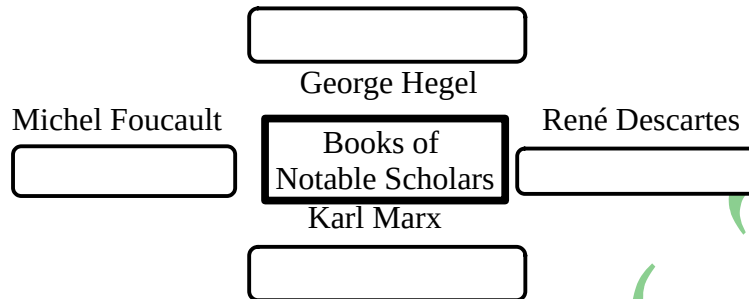 George Hegel
Michel Foucault
René Descartes
Books of
Notable Scholars
Karl Marx